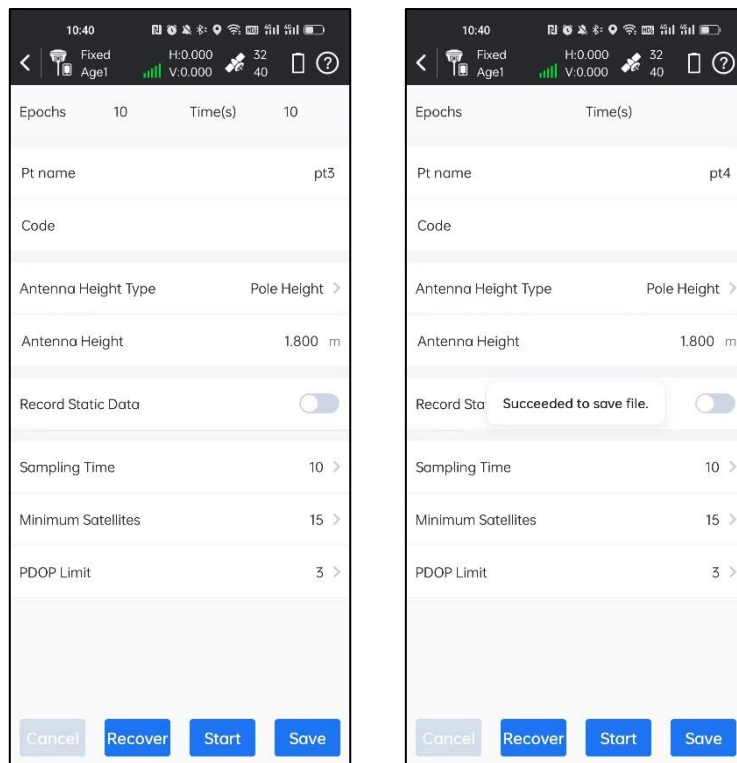 10:40
Fixed H:0.000 32
Age1 V:0.000 40
Epochs 10 Time(s) 10
Pt name pt3
Code
Antenna Height Type Pole Height
Antenna Height 1.800 m
Record Static Data
Sampling Time 10
Minimum Satellites 15
PDOP Limit 3
Cancel Recover Start Save
10:40
Fixed H:0.000 32
Age1 V:0.000 40
Epochs Time(s)
Pt name pt4
Code
Antenna Height Type Pole Height
Antenna Height 1.800 m
Record Sta
Succeeded to save file.
Sampling Time 10
Minimum Satellites 15
PDOP Limit 3
Cancel Recover Start Save